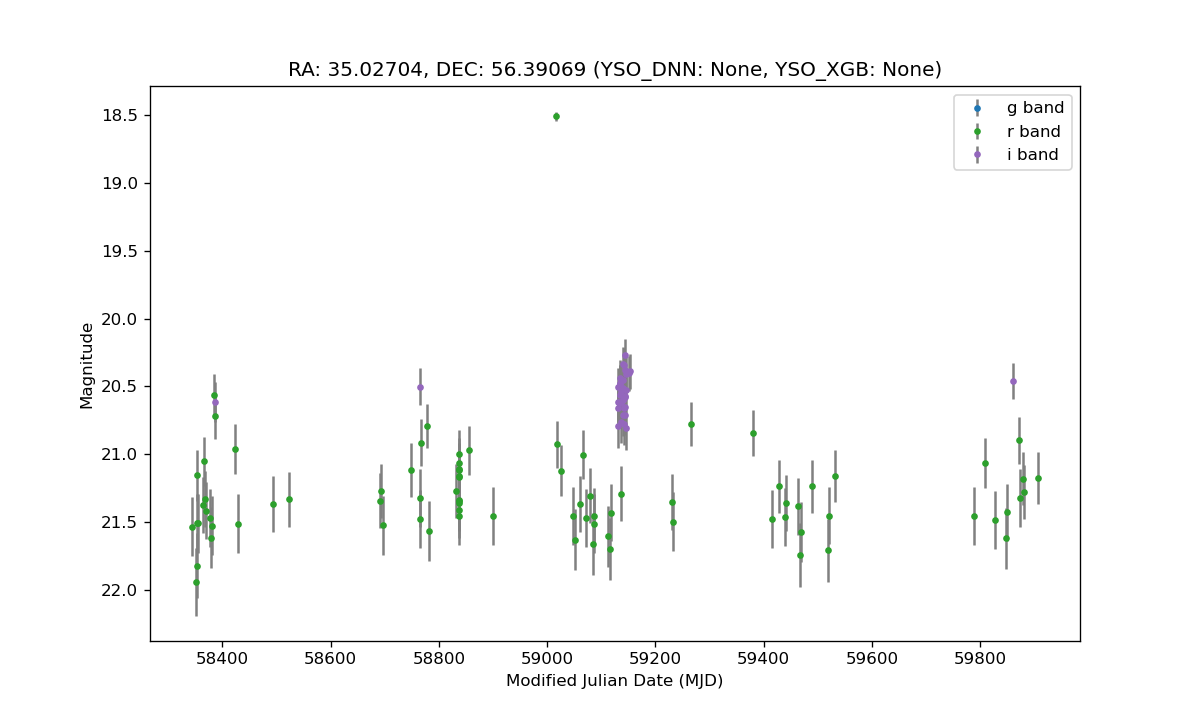 RA: 35.02704, DEC: 56.39069 (YSO_DNN: None, YSO_XGB: None)
g band
r band
i band
18.5
19.0
19.5
20.0
20.5
21.0
21.5
22.0
Magnitude
58400 58600 58800 59000 59200 59400 59600 59800
Modified Julian Date (MJD)